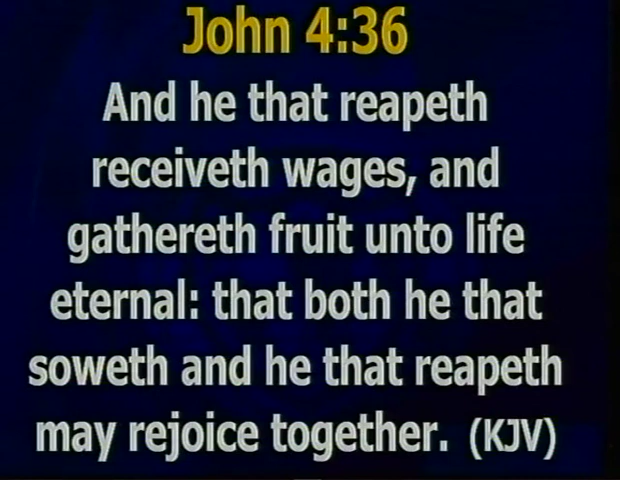 John 4:36
And he that reapeth
receiveth wages, and
gathereth fruit unto life
eternal: that both he that
soweth and he that reapeth
may rejoice together. (KJV)